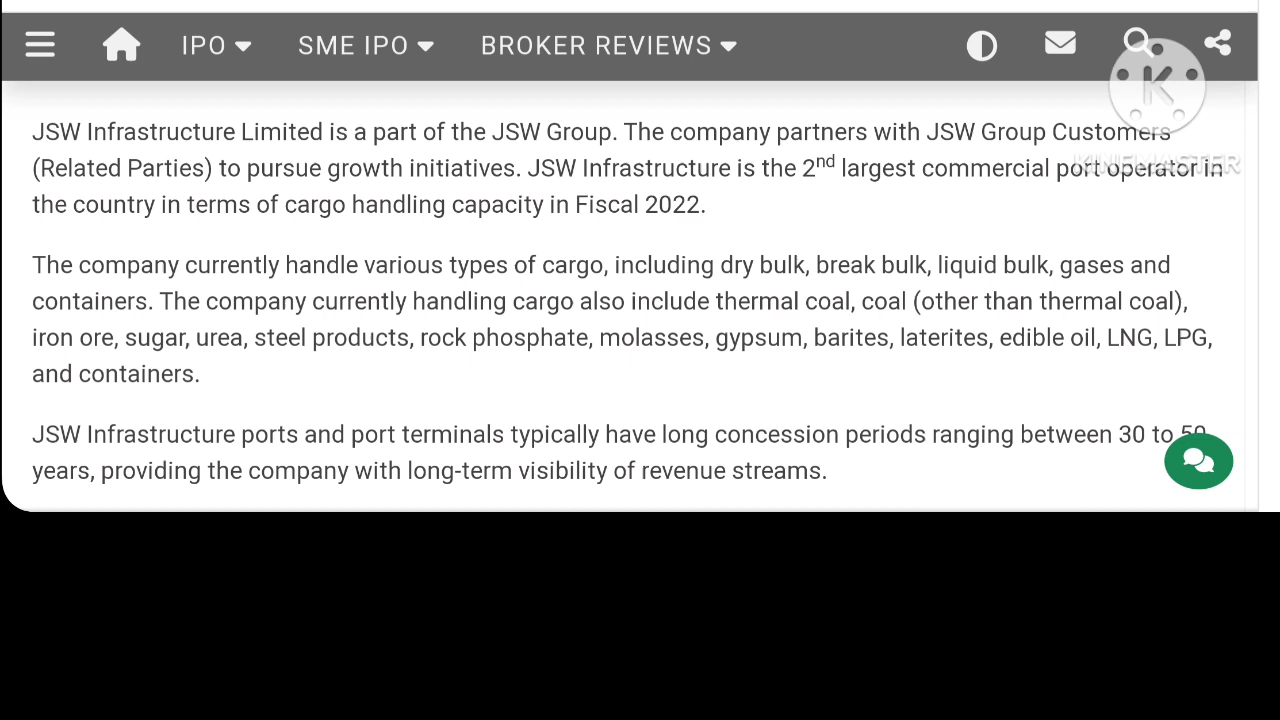 IPO SME IPO BROKER REVIEWS
JSW Infrastructure Limited is a part of the JSW Group. The company partners with JSW Group Customers
(Related Parties) to pursue growth initiatives. JSW Infrastructure is the 2nd largest commercial port operator in
the country in terms of cargo handling capacity in Fiscal 2022.
The company currently handle various types of cargo, including dry bulk, break bulk, liquid bulk, gases and
containers. The company currently handling cargo also include thermal coal, coal (other than thermal coal),
iron ore, sugar, urea, steel products, rock phosphate, molasses, gypsum, barites, laterites, edible oil, LNG, LPG,
and containers.
JSW Infrastructure ports and port terminals typically have long concession periods ranging between 30 to 50
years, providing the company with long-term visibility of revenue streams.
K
KINEMASTER